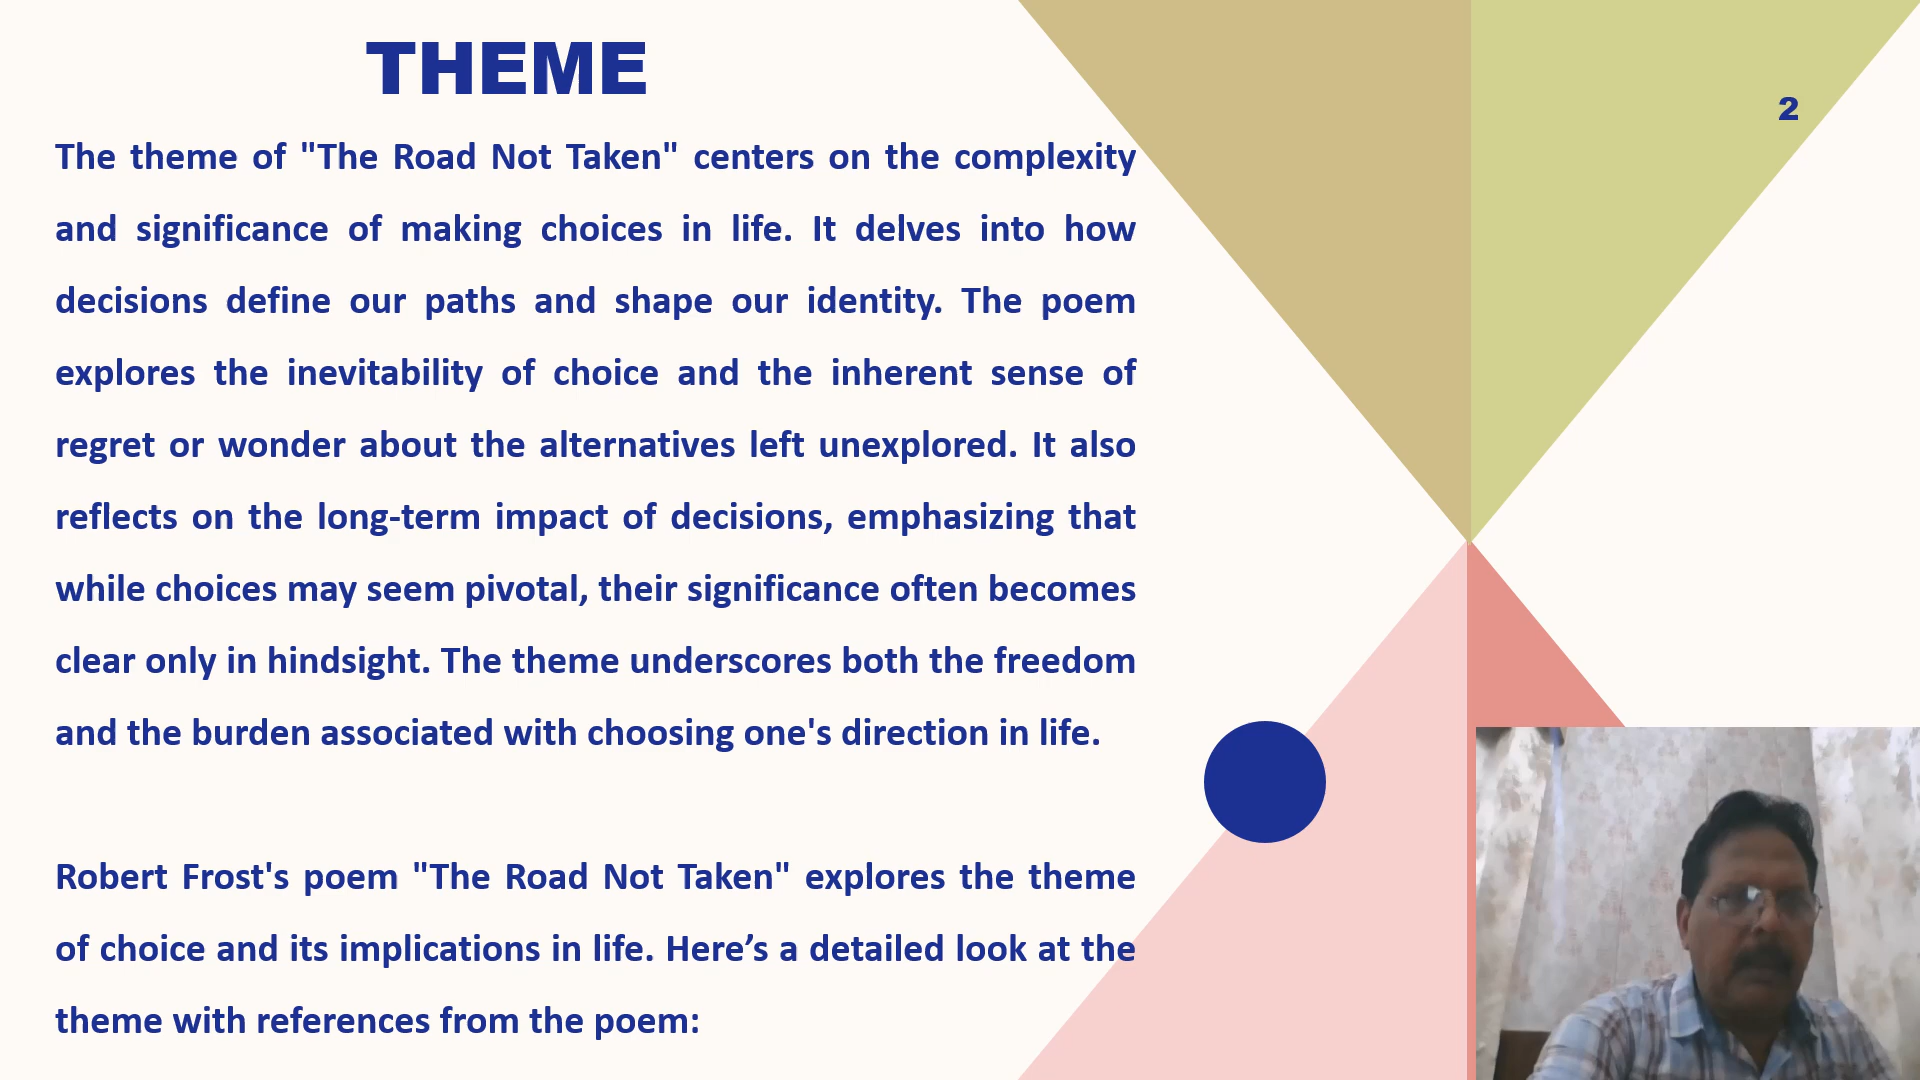 THEME
2
The theme of "The Road Not Taken" centers on the complexity
and significance of making choices in life. It delves into how
decisions define our paths and shape our identity. The poem
explores the inevitability of choice and the inherent sense of
regret or wonder about the alternatives left unexplored. It also
reflects on the long-term impact of decisions, emphasizing that
while choices may seem pivotal, their significance often becomes
clear only in hindsight. The theme underscores both the freedom
and the burden associated with choosing one's direction in life.
Robert Frost's poem "The Road Not Taken" explores the theme
of choice and its implications in life. Here’s a detailed look at the
theme with references from the poem: